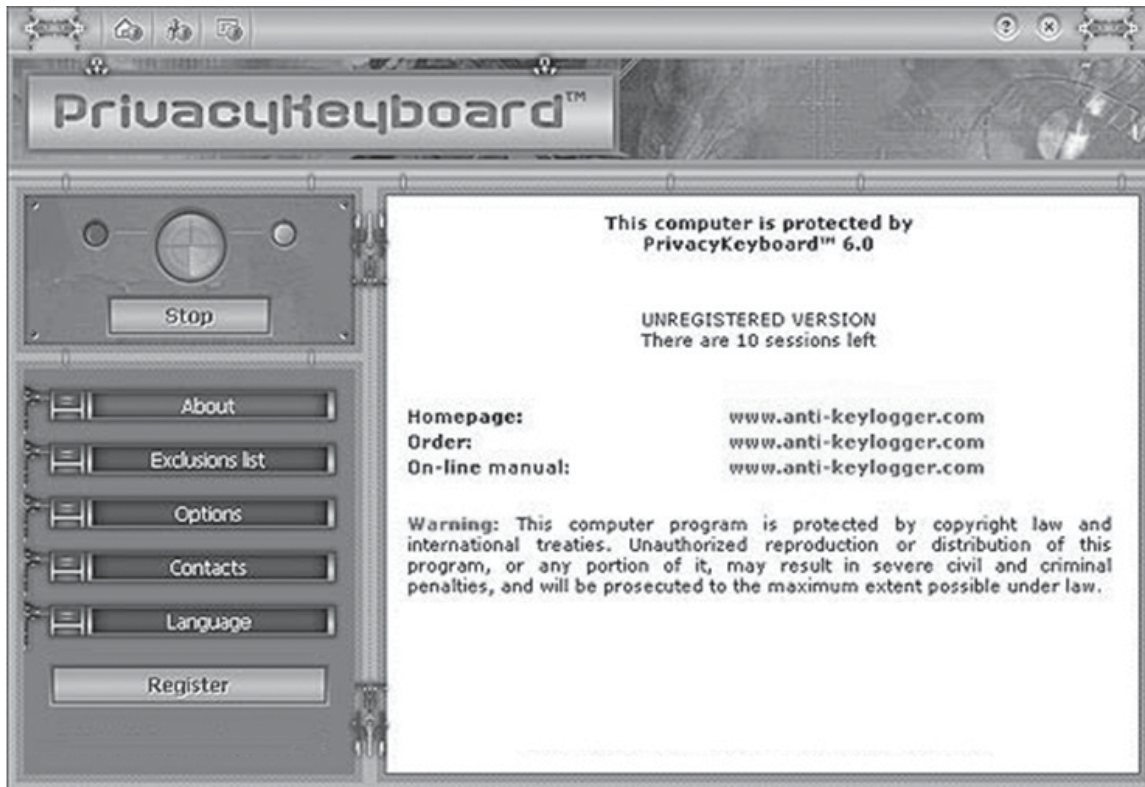 PrivacyKeyboard™
Stop
About
Exclusions list
Options
Contacts
Language
Register
This computer is protected by
PrivacyKeyboard™ 6.0
UNREGISTERED VERSION
There are 10 sessions left
Homepage: www.anti-keylogger.com
Order: www.anti-keylogger.com
On-line manual: www.anti-keylogger.com
Warning: This computer program is protected by copyright law and
international treaties. Unauthorized reproduction or distribution of this
program, or any portion of it, may result in severe civil and criminal
penalties, and will be prosecuted to the maximum extent possible under law.